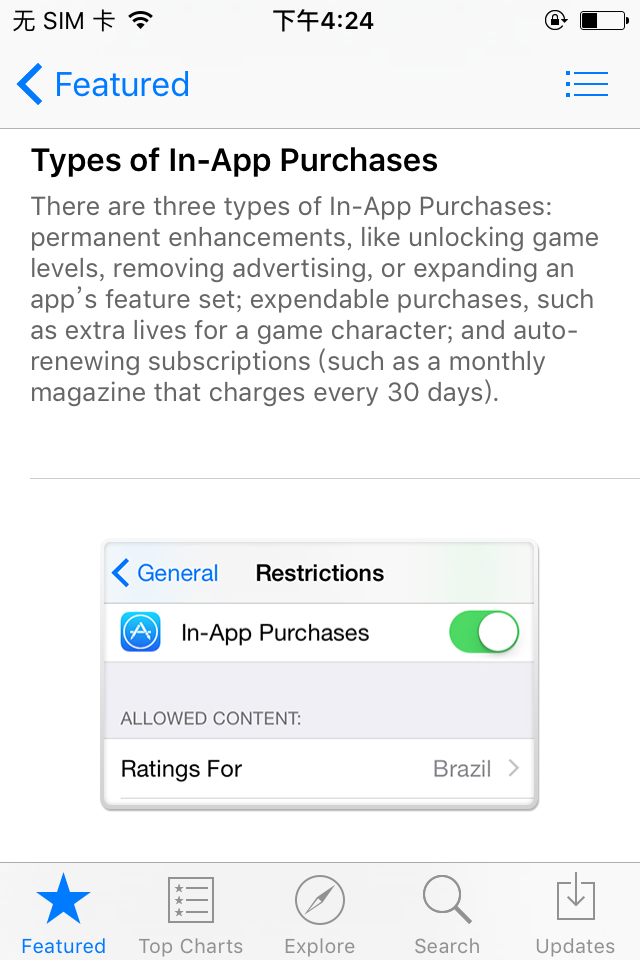 无 SIM 卡
下午4:24
Featured
Types of In-App Purchases
There are three types of In-App Purchases:
permanent enhancements, like unlocking game
levels, removing advertising, or expanding an
app's feature set; expendable purchases, such
as extra lives for a game character; and auto-
renewing subscriptions (such as a monthly
magazine that charges every 30 days).
General Restrictions
In-App Purchases
ALLOWED CONTENT:
Ratings For Brazil
Featured Top Charts Explore Search Updates